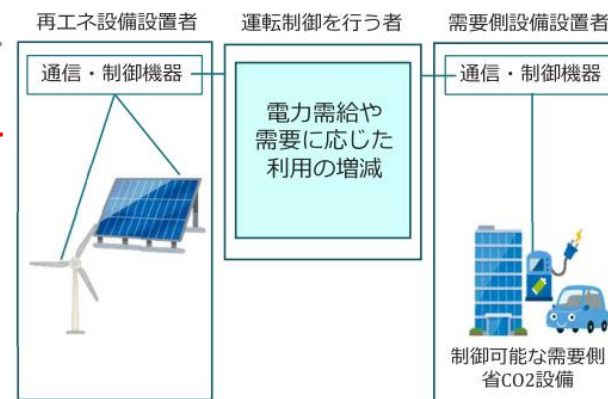 再エネ設備設置者
運転制御を行う者
需要側設備設置者
通信・制御機器
通信・制御機器
電力需給や
需要に応じた
利用の増減
制御可能な需要側
省CO2設備